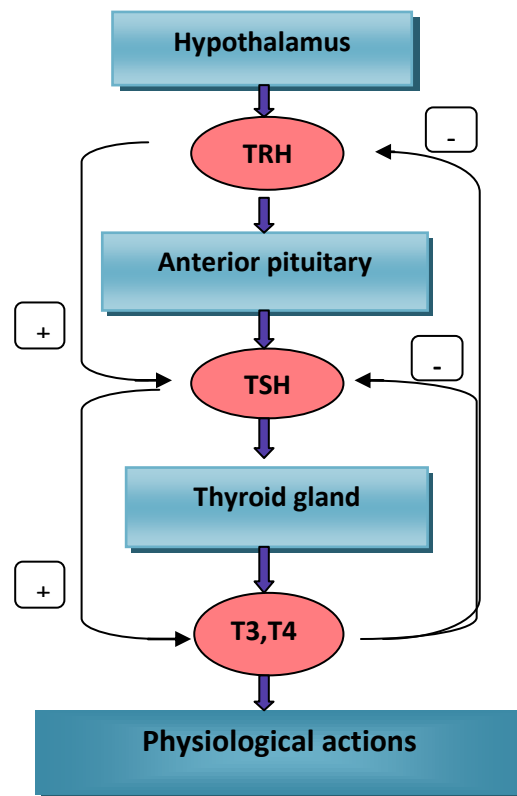 Hypothalamus
-
TRH
Anterior pituitary
+
-
TSH
Thyroid gland
+
T3,T4
Physiological actions